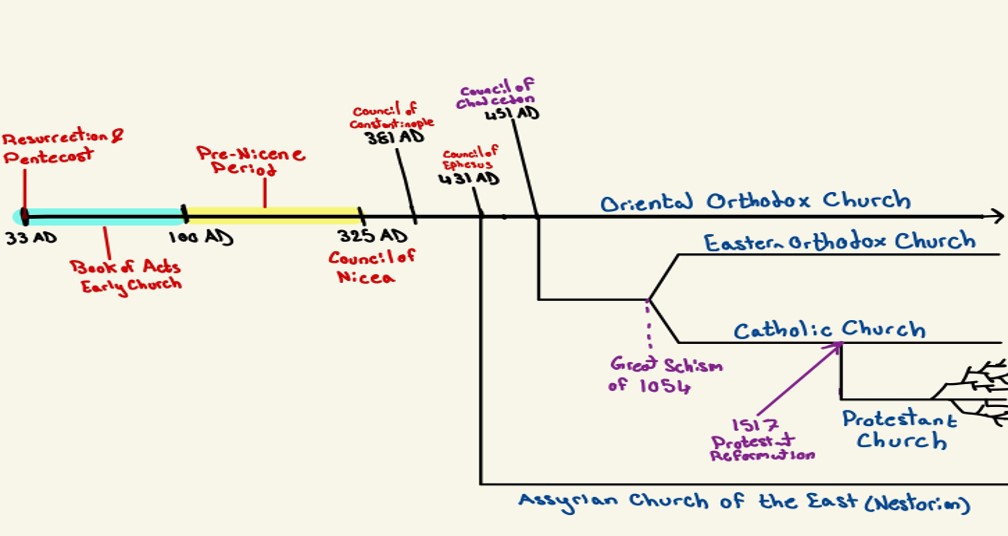 Resurrection &
Pentecost
33 AD
Book of Acts
Early Church
100 AD
Pre-Nicene
Period
325 AD
Council of
Nicea
Council of
Constantinople
381 AD
Council of
Ephesus
431 AD
Council of
Chalcedon
451 AD
Oriental Orthodox Church
Eastern Orthodox Church
Catholic Church
Great Schism
of 1054
1517
Protestant
Reformation
Protestant
Church
Assyrian Church of the East (Nestorian)